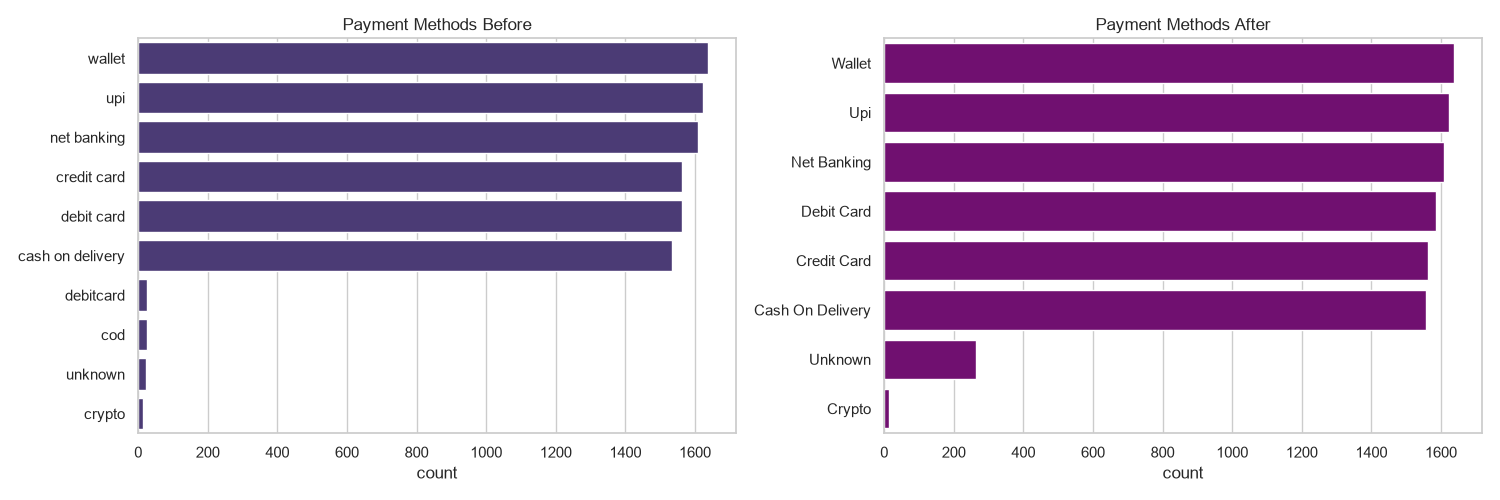 Payment Methods Before
wallet
upi
net banking
credit card
debit card
cash on delivery
debitcard
cod
unknown
crypto
0 200 400 600 800 1000 1200 1400 1600
count
Payment Methods After
Wallet
Upi
Net Banking
Debit Card
Credit Card
Cash On Delivery
Unknown
Crypto
0 200 400 600 800 1000 1200 1400 1600
count